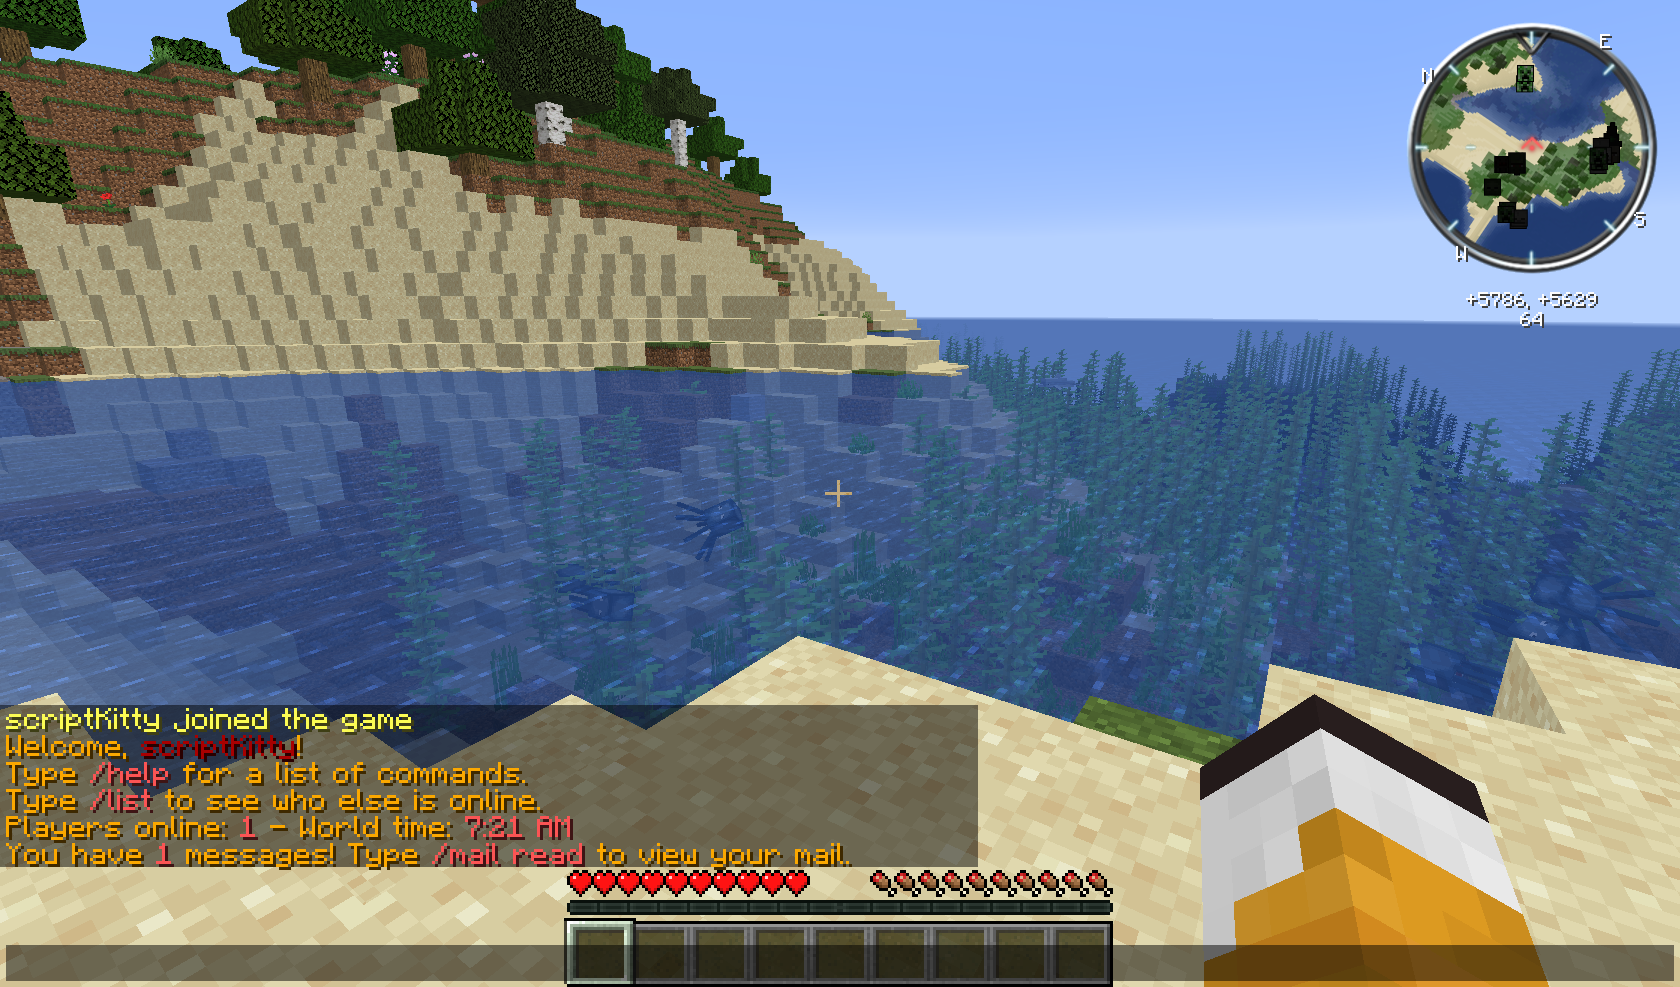 N
E
S
W
+5786, +5629
64
scriptKitty joined the game
Welcome, scriptKitty!
Type /help for a list of commands.
Type /list to see who else is online.
Players online: 1 – World time: 7:21 AM
You have 1 messages! Type /mail read to view your mail.